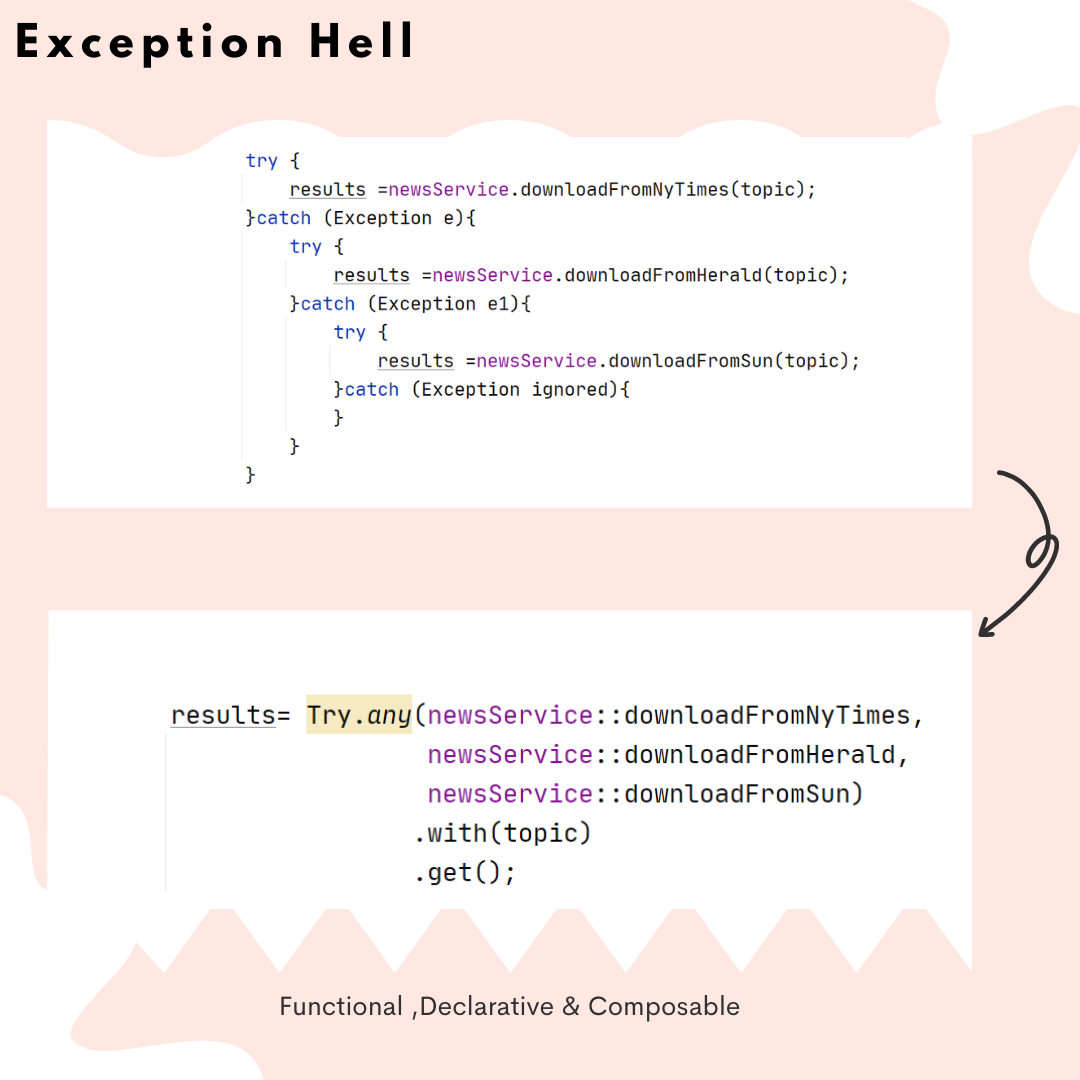 Exception Hell
try {
    results =newsService.downloadFromNyTimes(topic);
}catch (Exception e){
    try {
        results =newsService.downloadFromHerald(topic);
    }catch (Exception e1){
        try {
            results =newsService.downloadFromSun(topic);
        }catch (Exception ignored){
        }
    }
}
results= Try.any(newsService::downloadFromNyTimes,
newsService::downloadFromHerald,
newsService::downloadFromSun)
.with(topic)
.get();
Functional ,Declarative & Composable